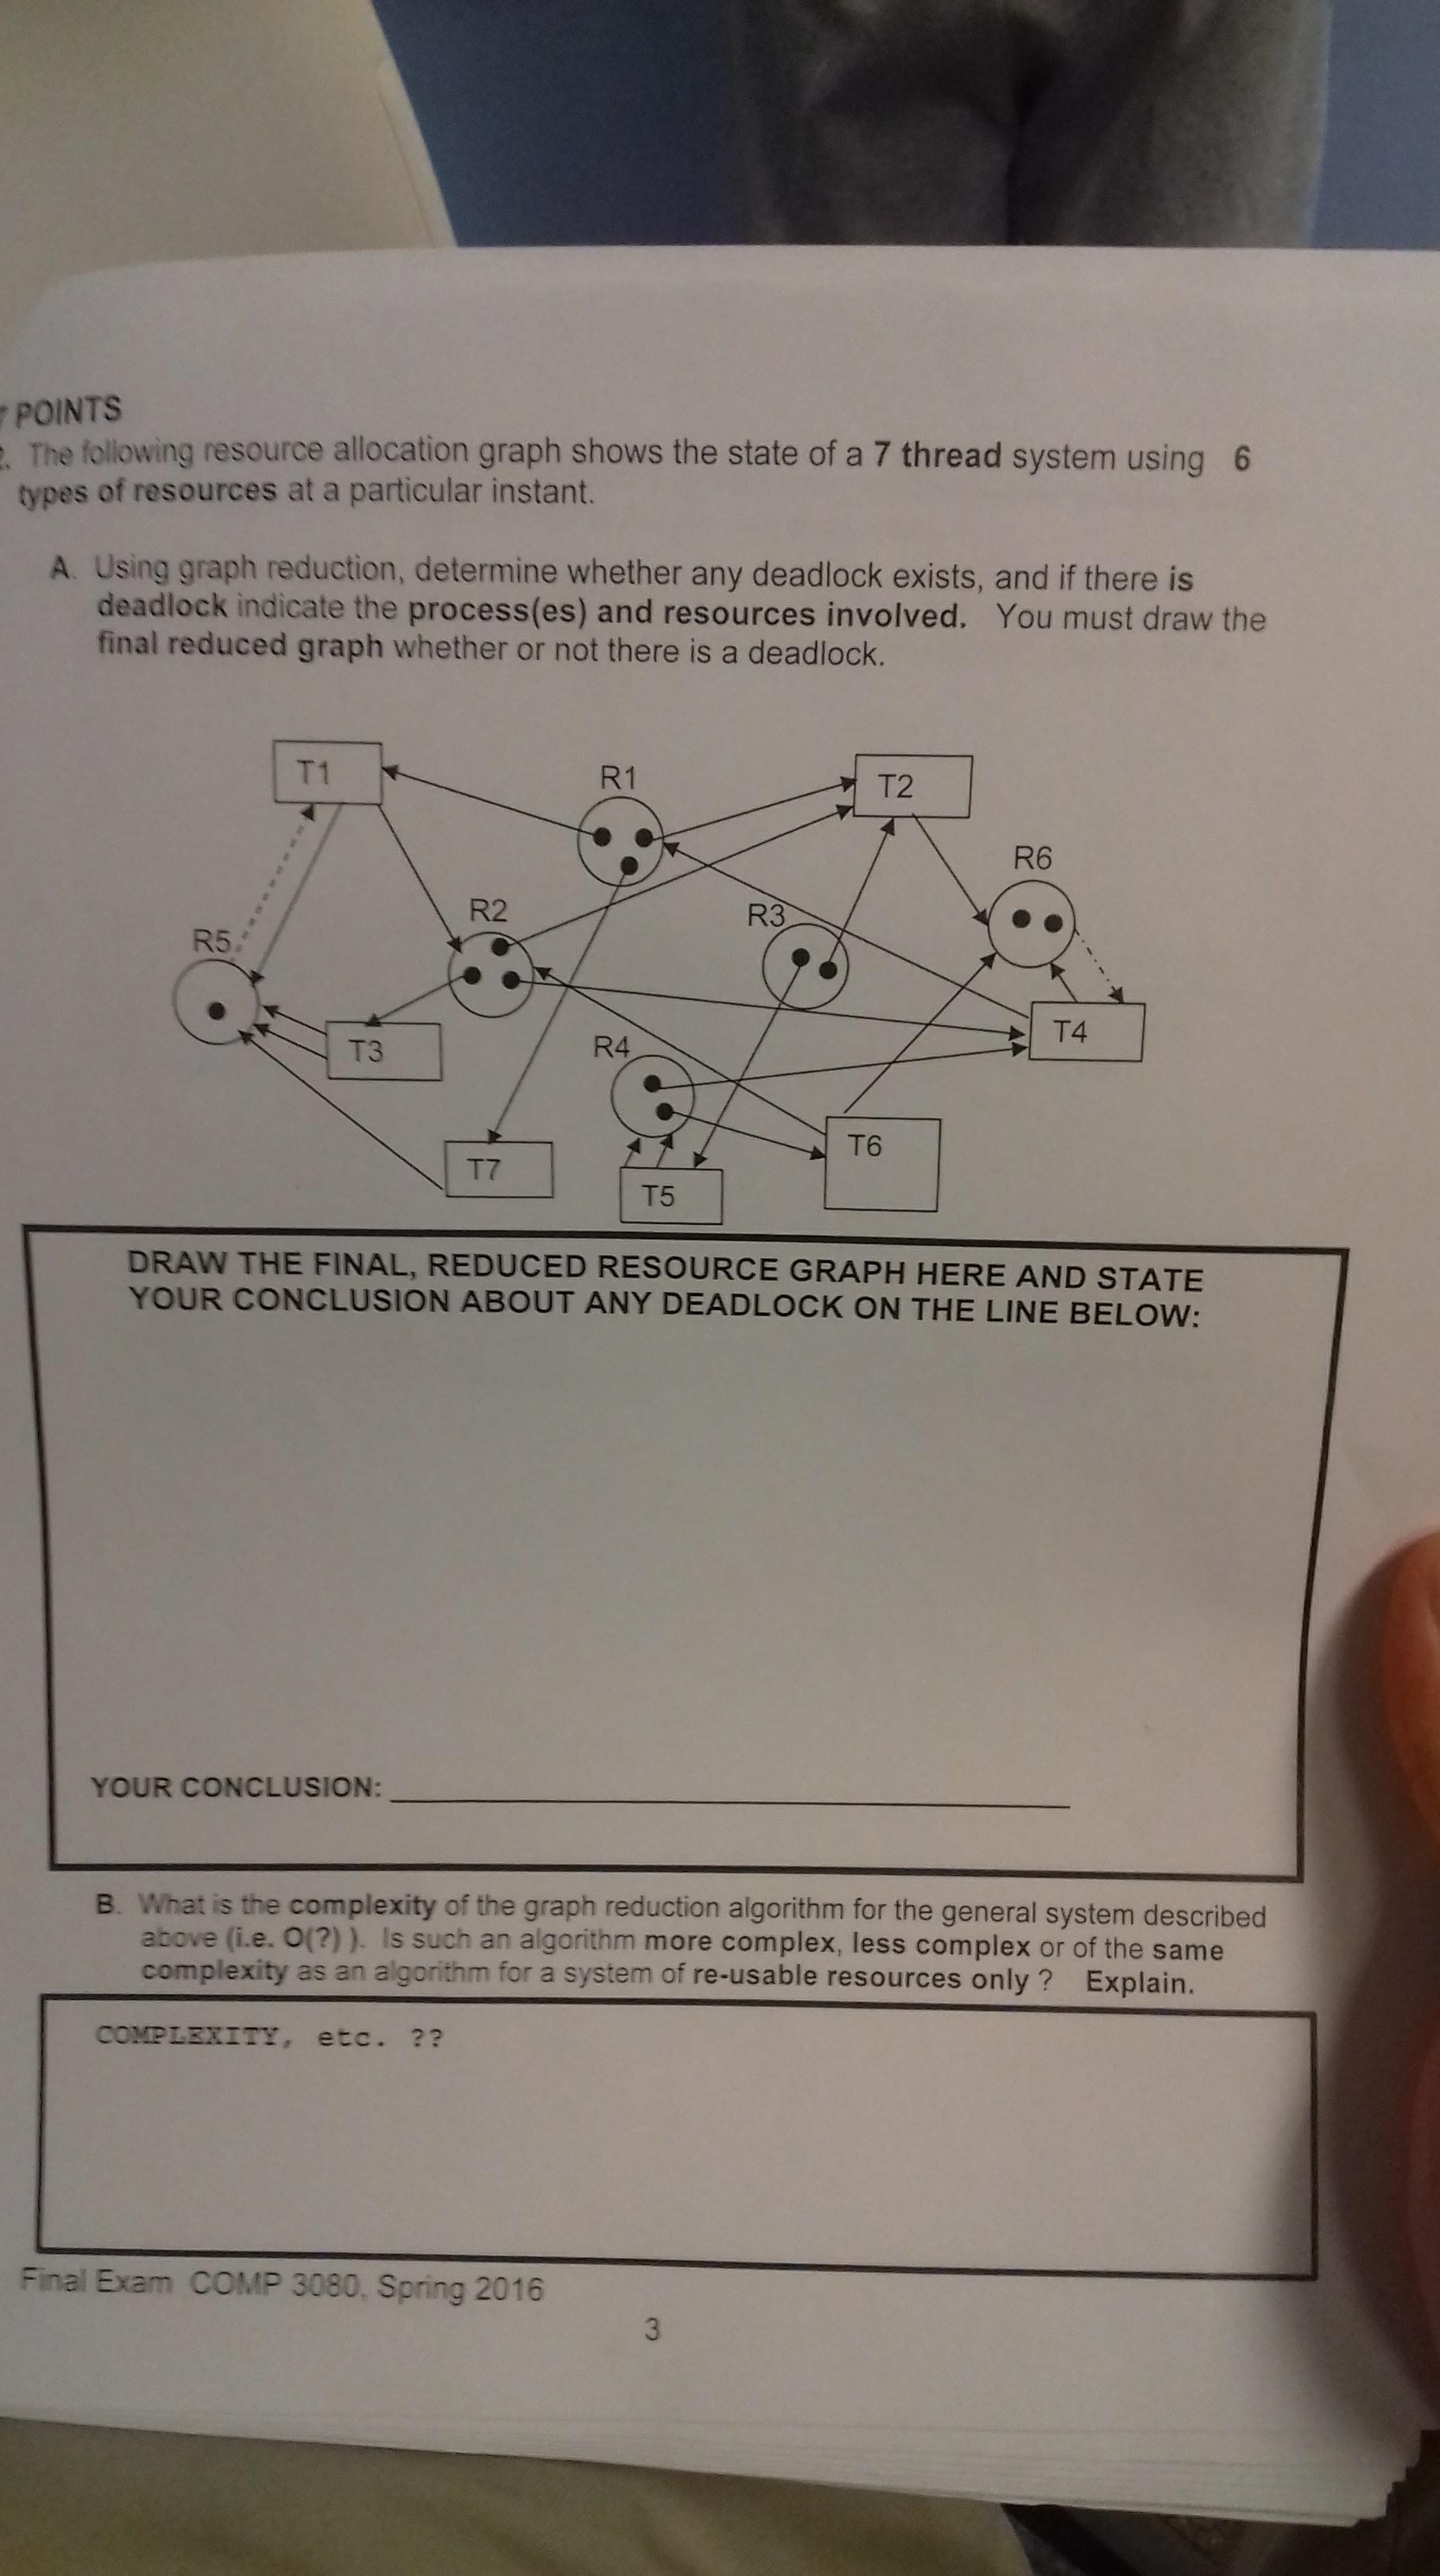 POINTS
The following resource allocation graph shows the state of a 7 thread system using 6
types of resources at a particular instant.
A. Using graph reduction, determine whether any deadlock exists, and if there is
deadlock indicate the process(es) and resources involved. You must draw the
final reduced graph whether or not there is a deadlock.
T1
R1
T2
R6
R2
R3
R5
T4
R4
T3
T6
T7
T5
DRAW THE FINAL, REDUCED RESOURCE GRAPH HERE AND STATE
YOUR CONCLUSION ABOUT ANY DEADLOCK ON THE LINE BELOW:
YOUR CONCLUSION:
B. What is the complexity of the graph reduction algorithm for the general system described
above (i.e. O(?) ). Is such an algorithm more complex, less complex or of the same
complexity as an algorithm for a system of re-usable resources only ? Explain.
COMPLEXITY, etc. ??
Final Exam COMP 3080, Spring 2016
3